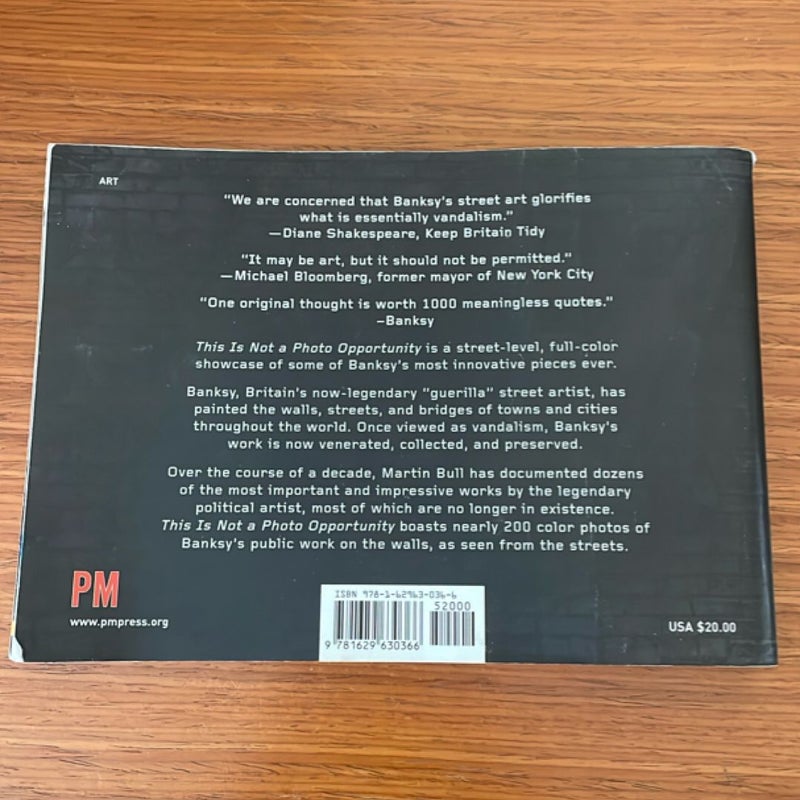 ART
“We are concerned that Banksy's street art glorifies
what is essentially vandalism.”
—Diane Shakespeare, Keep Britain Tidy
“It may be art, but it should not be permitted.”
—Michael Bloomberg, former mayor of New York City
“One original thought is worth 1000 meaningless quotes.”
–Banksy
This Is Not a Photo Opportunity is a street-level, full-color
showcase of some of Banksy's most innovative pieces ever.
Banksy, Britain's now-legendary “guerilla” street artist, has
painted the walls, streets, and bridges of towns and cities
throughout the world. Once viewed as vandalism, Banksy's
work is now venerated, collected, and preserved.
Over the course of a decade, Martin Bull has documented dozens
of the most important and impressive works by the legendary
political artist, most of which are no longer in existence.
This Is Not a Photo Opportunity boasts nearly 200 color photos of
Banksy's public work on the walls, as seen from the streets.
PM
www.pmpress.org
ISBN 978-1-62963-036-6
52000
9 781629 630366
USA $20.00